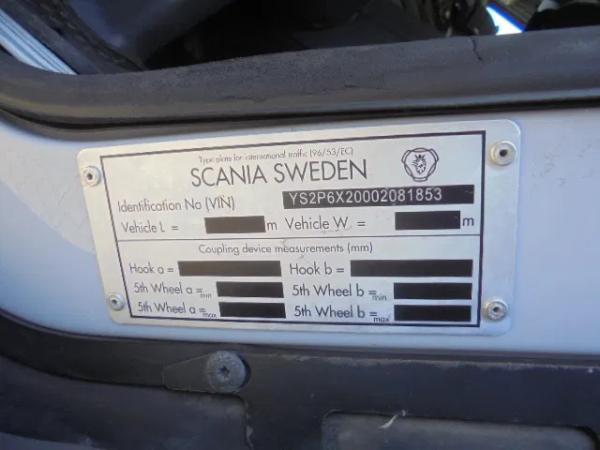 Type plate for international traffic (96/53/EC)
SCANIA SWEDEN
Identification No (VIN) YS2P6X20002081853
Vehicle L = m Vehicle W = m
Coupling device measurements (mm)
Hook a = Hook b =
5th Wheel a =min 5th Wheel b =min
5th Wheel a =max 5th Wheel b =max